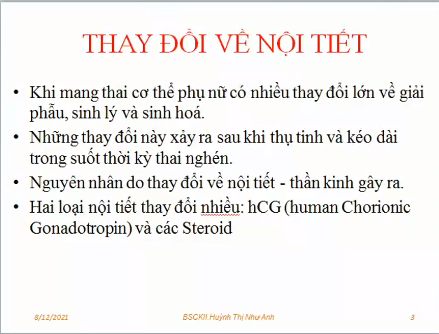 THAY ĐỔI VỀ NỘI TIẾT
• Khi mang thai cơ thể phụ nữ có nhiều thay đổi lớn về giải
phẫu, sinh lý và sinh hoá.
• Những thay đổi này xảy ra sau khi thụ tinh và kéo dài
trong suốt thời kỳ thai nghén.
• Nguyên nhân do thay đổi về nội tiết - thần kinh gây ra.
• Hai loại nội tiết thay đổi nhiều: hCG (human Chorionic
Gonadotropin) và các Steroid
6/12/2021 BSCKII.Huỳnh Thị Như Anh 3